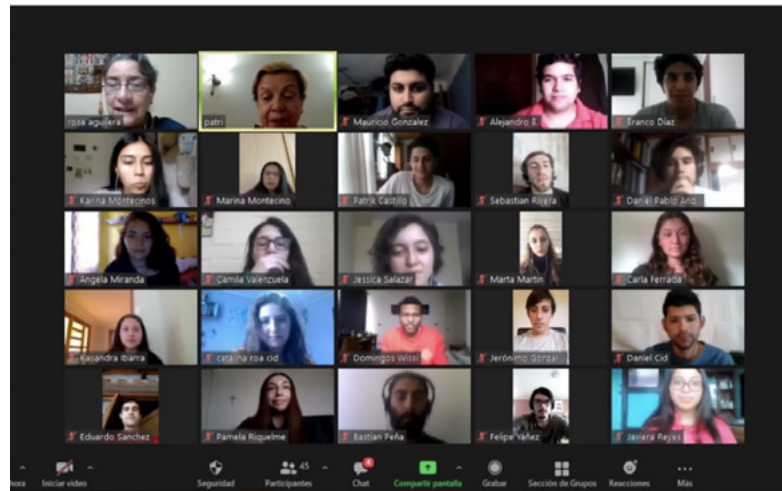 rosa aguilera
patri
Mauricio Gonzalez
Alejandro B.
Franco Díaz
Karina Montecinos
Marina Montecino
Patrik Castillo
Sebastian Rivera
Daniel Pablo And...
Angela Miranda
Camila Valenzuela
Jessica Salazar
Marta Martin
Carla Ferrada
Kasandra Ibarra
catalina roa cid
Domingos Wissi
Jerónimo Gonzal...
Daniel Cid
Eduardo Sanchez
Pamela Riquelme
Bastian Peña
Felipe Yáñez
Javiera Reyes
45
4
hora
Iniciar video
Seguridad
Participantes
Chat
Compartir pantalla
Grabar
Sección de Grupos
Reacciones
Más